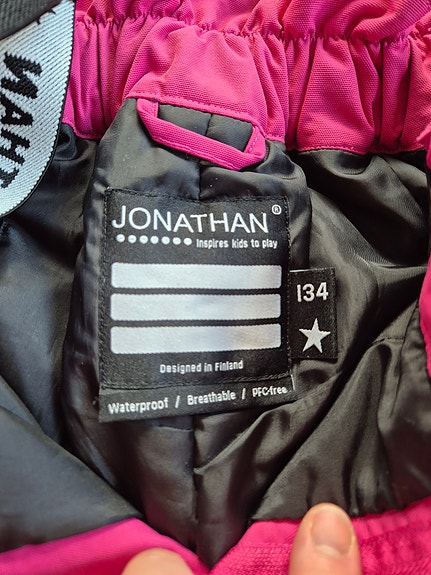 JONATHAN®
Inspires kids to play
134
Designed in Finland
Waterproof / Breathable / PFC-free